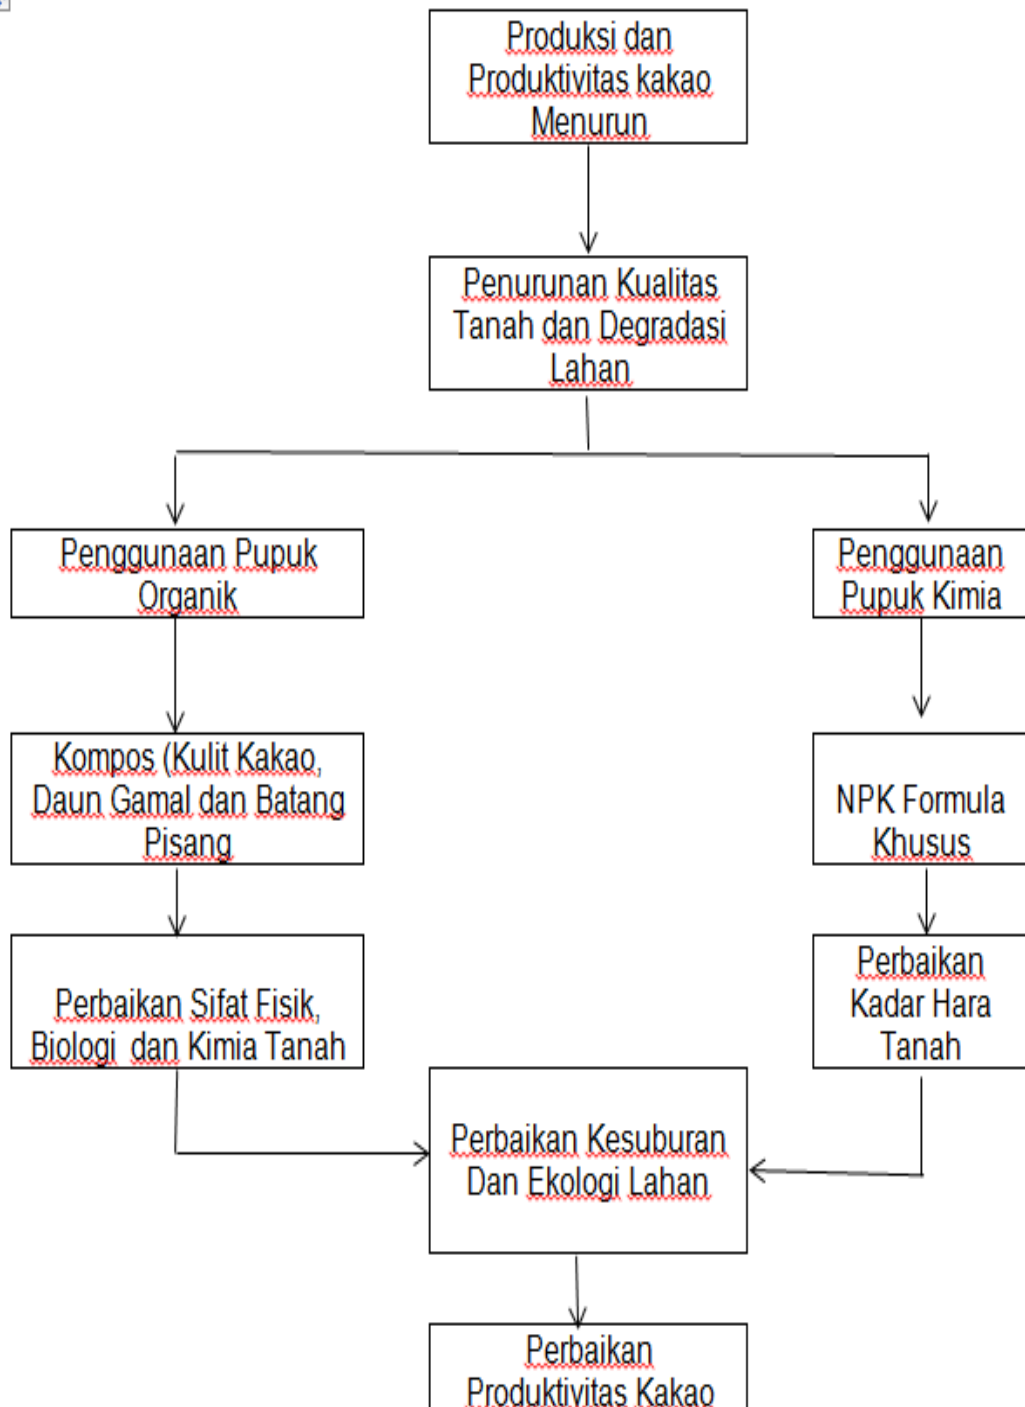 Produksi dan
Produktivitas kakao
Menurun
Penurunan Kualitas
Tanah dan Degradasi
Lahan
Penggunaan Pupuk
Organik
Penggunaan
Pupuk Kimia
Kompos (Kulit Kakao,
Daun Gamal dan Batang
Pisang
NPK Formula
Khusus
Perbaikan Sifat Fisik,
Biologi dan Kimia Tanah
Perbaikan
Kadar Hara
Tanah
Perbaikan Kesuburan
Dan Ekologi Lahan
Perbaikan
Produktivitas Kakao